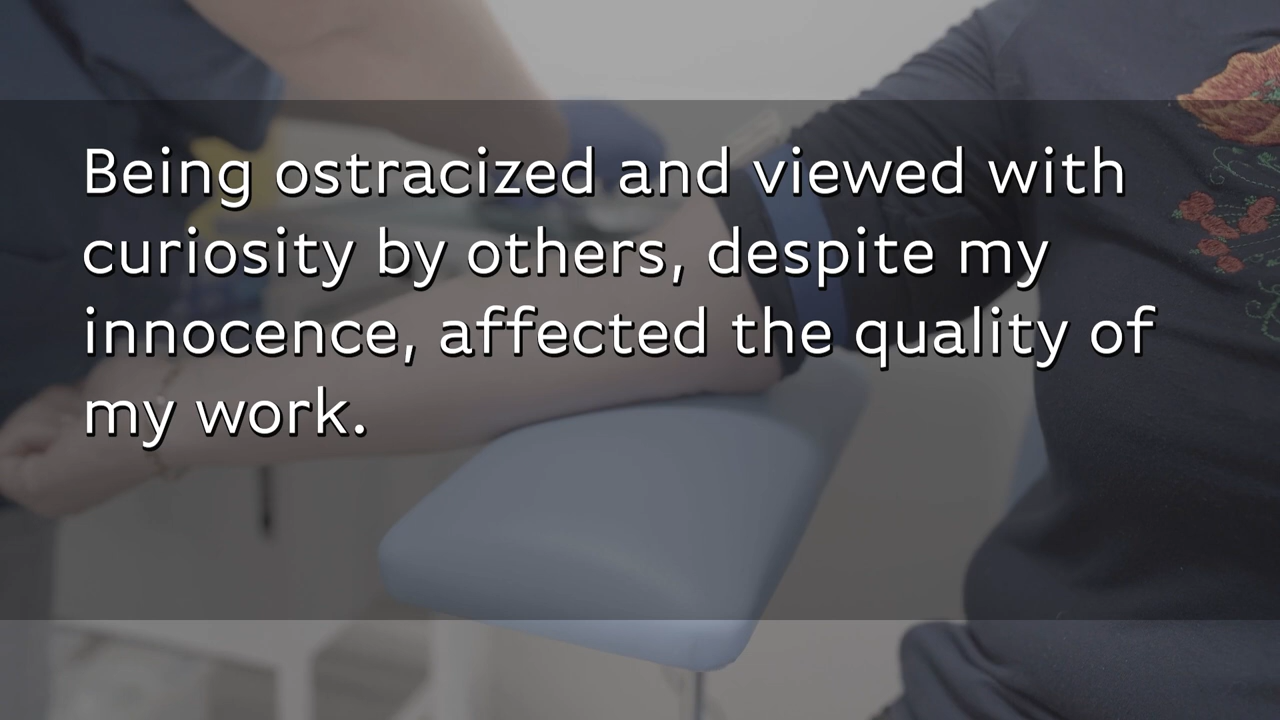 Being ostracized and viewed with
curiosity by others, despite my
innocence, affected the quality of
my work.